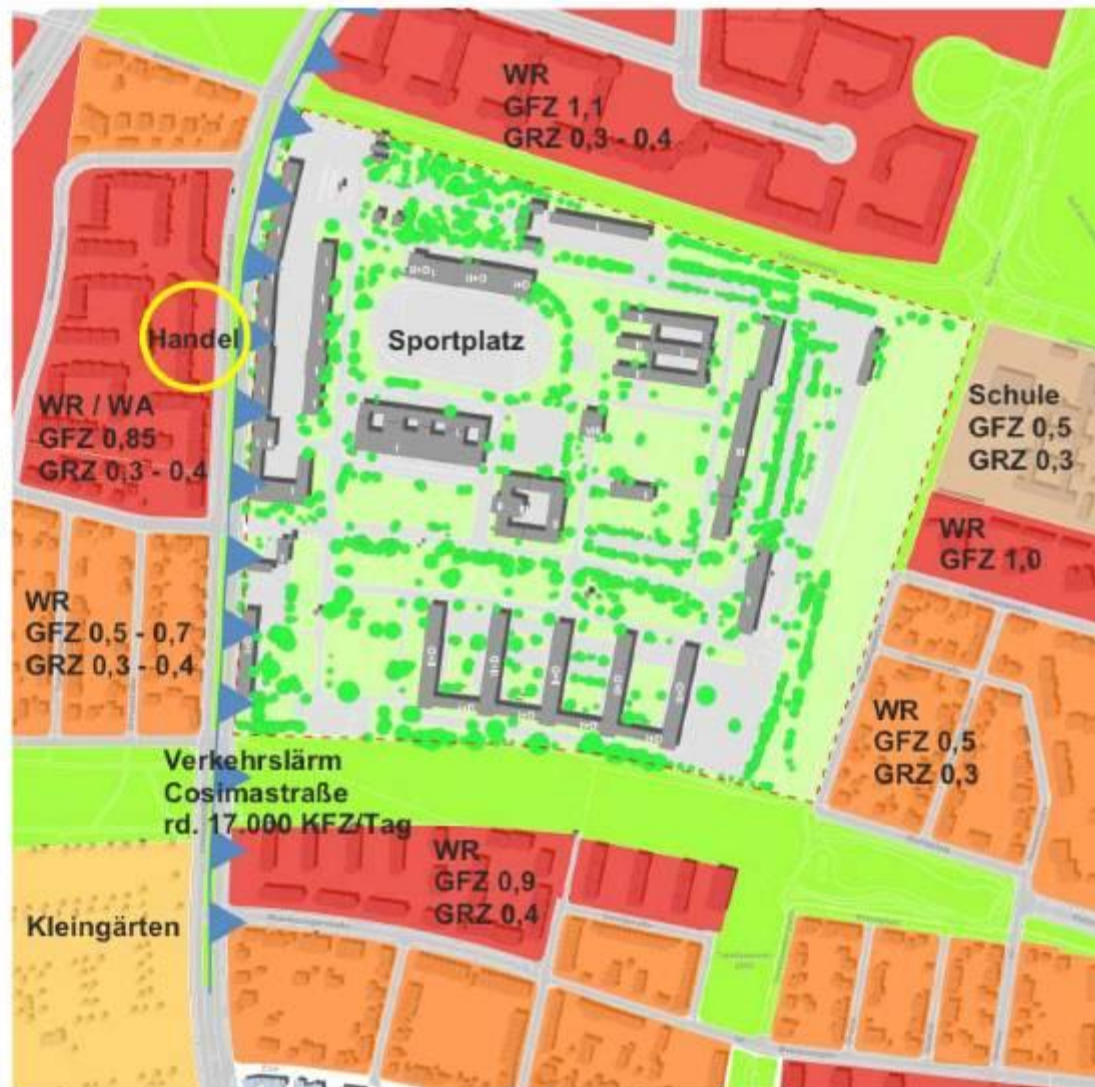 WR
GFZ 1,1
GRZ 0,3 - 0,4
Handel
Sportplatz
WR / WA
GFZ 0,85
GRZ 0,3 - 0,4
Schule
GFZ 0,5
GRZ 0,3
WR
GFZ 1,0
WR
GFZ 0,5 - 0,7
GRZ 0,3 - 0,4
WR
GFZ 0,5
GRZ 0,3
Verkehrslärm
Cosimastraße
rd. 17.000 KFZ/Tag
WR
GFZ 0,9
GRZ 0,4
Kleingärten